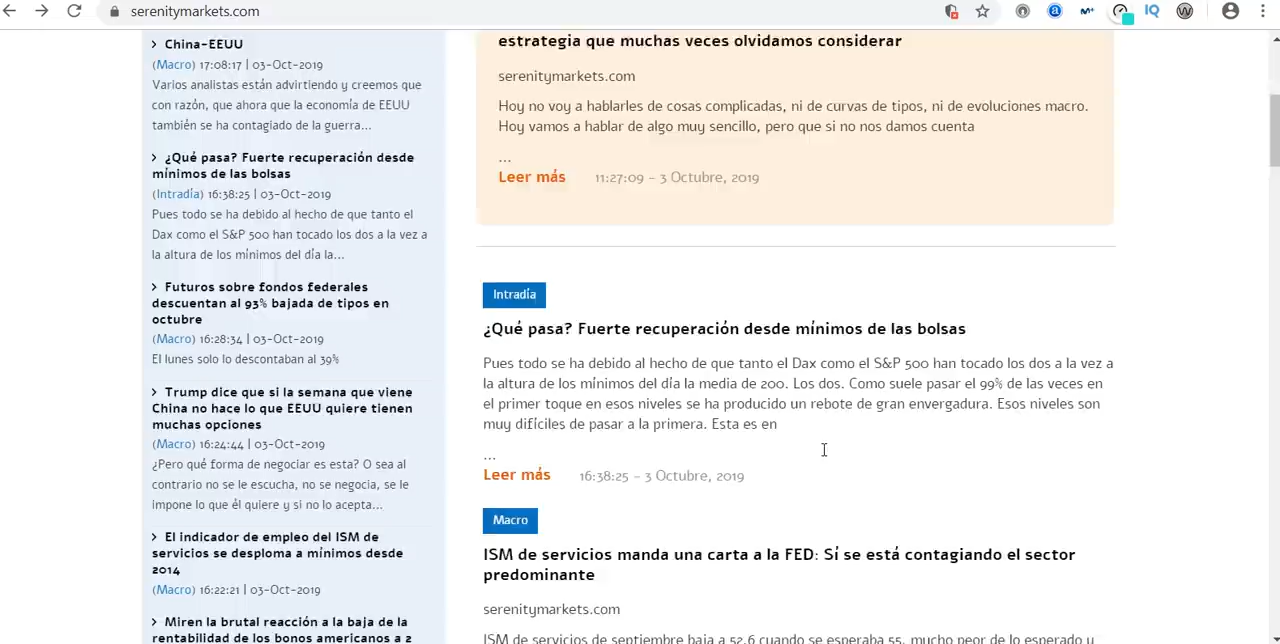 serenitymarkets.com
China-EEUU
(Macro) 17:08:17 | 03-Oct-2019
Varios analistas están advirtiendo y creemos que
con razón, que ahora que la economía de EEUU
también se ha contagiado de la guerra...
¿Qué pasa? Fuerte recuperación desde
mínimos de las bolsas
(Intradía) 16:38:25 | 03-Oct-2019
Pues todo se ha debido al hecho de que tanto el
Dax como el S&P 500 han tocado los dos a la vez a
la altura de los mínimos del día la...
Futuros sobre fondos federales
descuentan al 93% bajada de tipos en
octubre
(Macro) 16:28:34 | 03-Oct-2019
El lunes solo lo descontaban al 39%
Trump dice que si la semana que viene
China no hace lo que EEUU quiere tienen
muchas opciones
(Macro) 16:24:44 | 03-Oct-2019
¿Pero qué forma de negociar es esta? O sea al
contrario no se le escucha, no se negocia, se le
impone lo que él quiere y si no lo acepta...
El indicador de empleo del ISM de
servicios se desploma a mínimos desde
2014
(Macro) 16:22:21 | 03-Oct-2019
Miren la brutal reacción a la baja de la
rentabilidad de los bonos americanos a 2
estrategia que muchas veces olvidamos considerar
serenitymarkets.com
Hoy no voy a hablarles de cosas complicadas, ni de curvas de tipos, ni de evoluciones macro.
Hoy vamos a hablar de algo muy sencillo, pero que si no nos damos cuenta
...
Leer más 11:27:09 – 3 Octubre, 2019
Intradía
¿Qué pasa? Fuerte recuperación desde mínimos de las bolsas
Pues todo se ha debido al hecho de que tanto el Dax como el S&P 500 han tocado los dos a la vez a
la altura de los mínimos del día la media de 200. Los dos. Como suele pasar el 99% de las veces en
el primer toque en esos niveles se ha producido un rebote de gran envergadura. Esos niveles son
muy difíciles de pasar a la primera. Esta es en
...
Leer más 16:38:25 – 3 Octubre, 2019
Macro
ISM de servicios manda una carta a la FED: Sí se está contagiando el sector
predominante
serenitymarkets.com
ISM de servicios de septiembre baja a 52,6 cuando se esperaba 55, mucho peor de lo esperado y